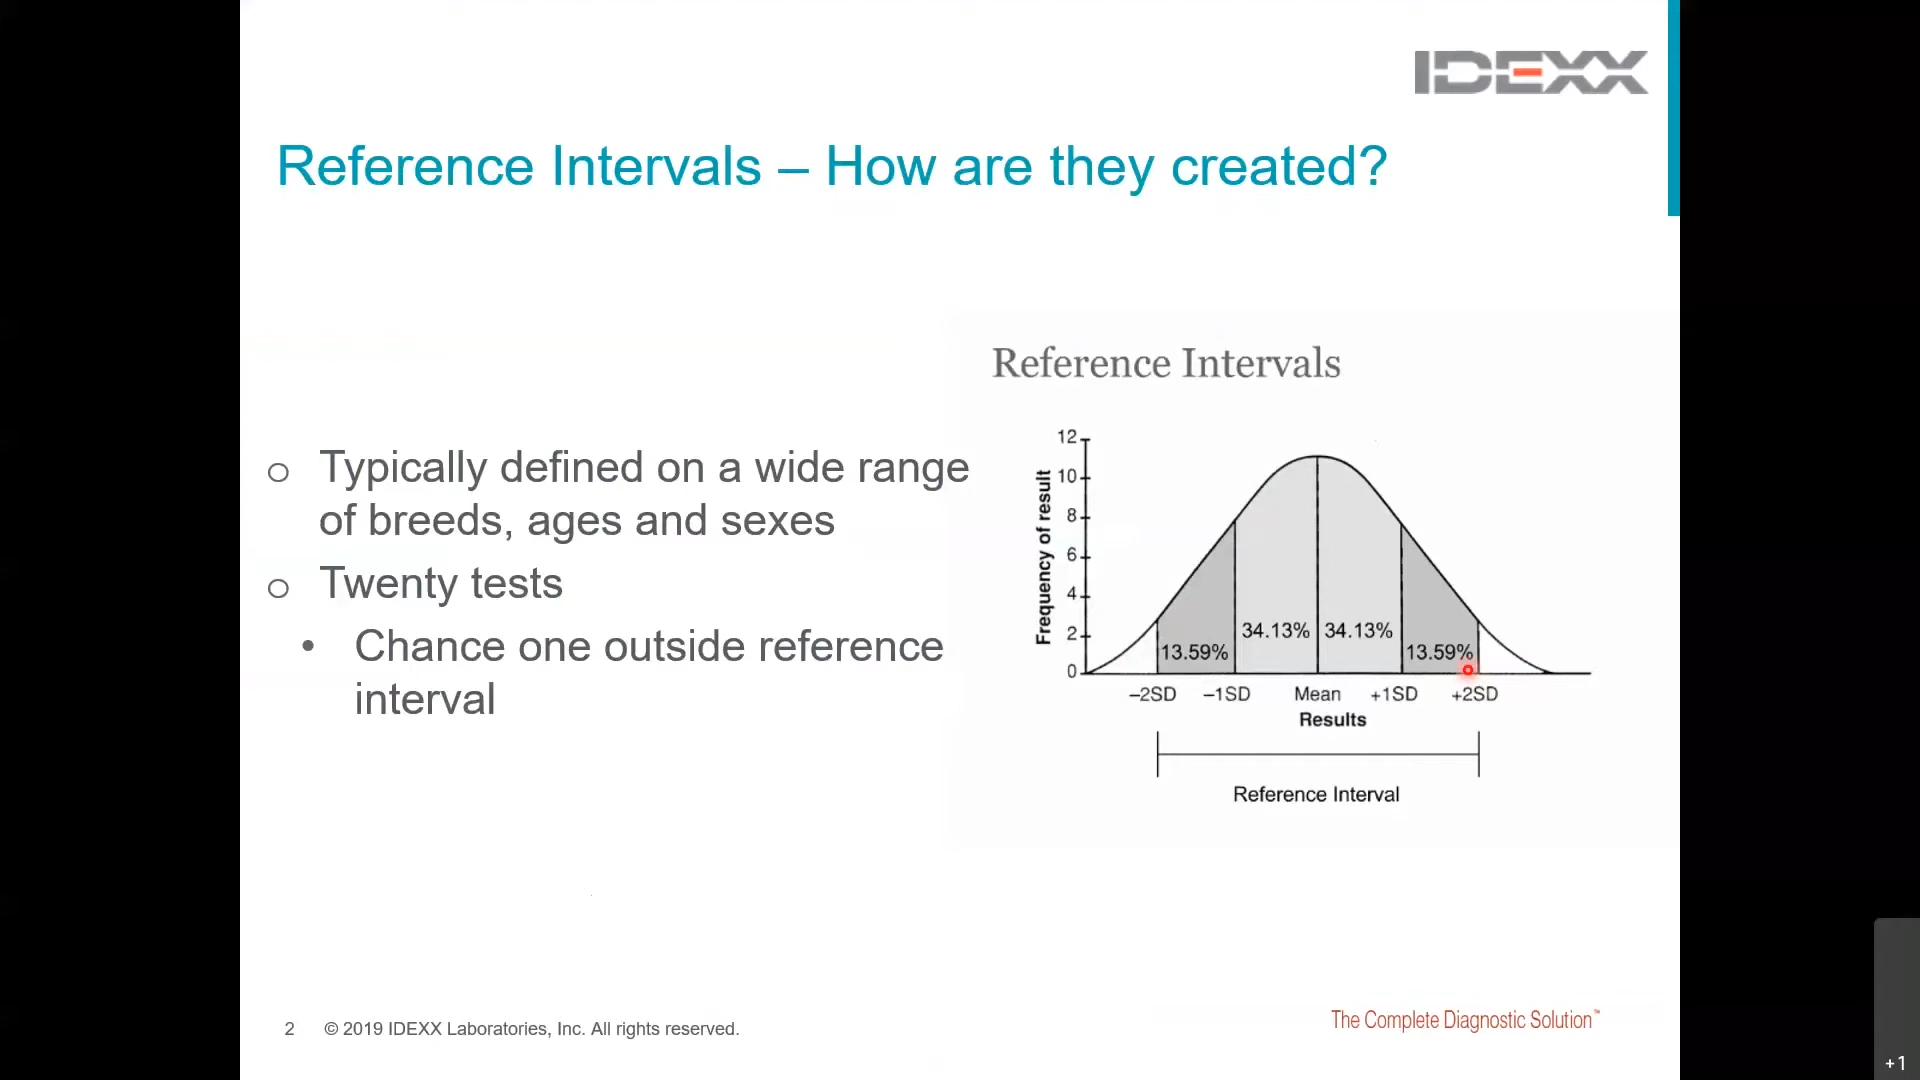 IDEXX
Reference Intervals – How are they created?
Reference Intervals
o Typically defined on a wide range
of breeds, ages and sexes
o Twenty tests
• Chance one outside reference
interval
Frequency of result
12
10
8
6
4
2
0
34.13% 34.13%
13.59% 13.59%
–2SD –1SD Mean +1SD +2SD
Results
Reference Interval
2 © 2019 IDEXX Laboratories, Inc. All rights reserved.
The Complete Diagnostic Solution™
+1